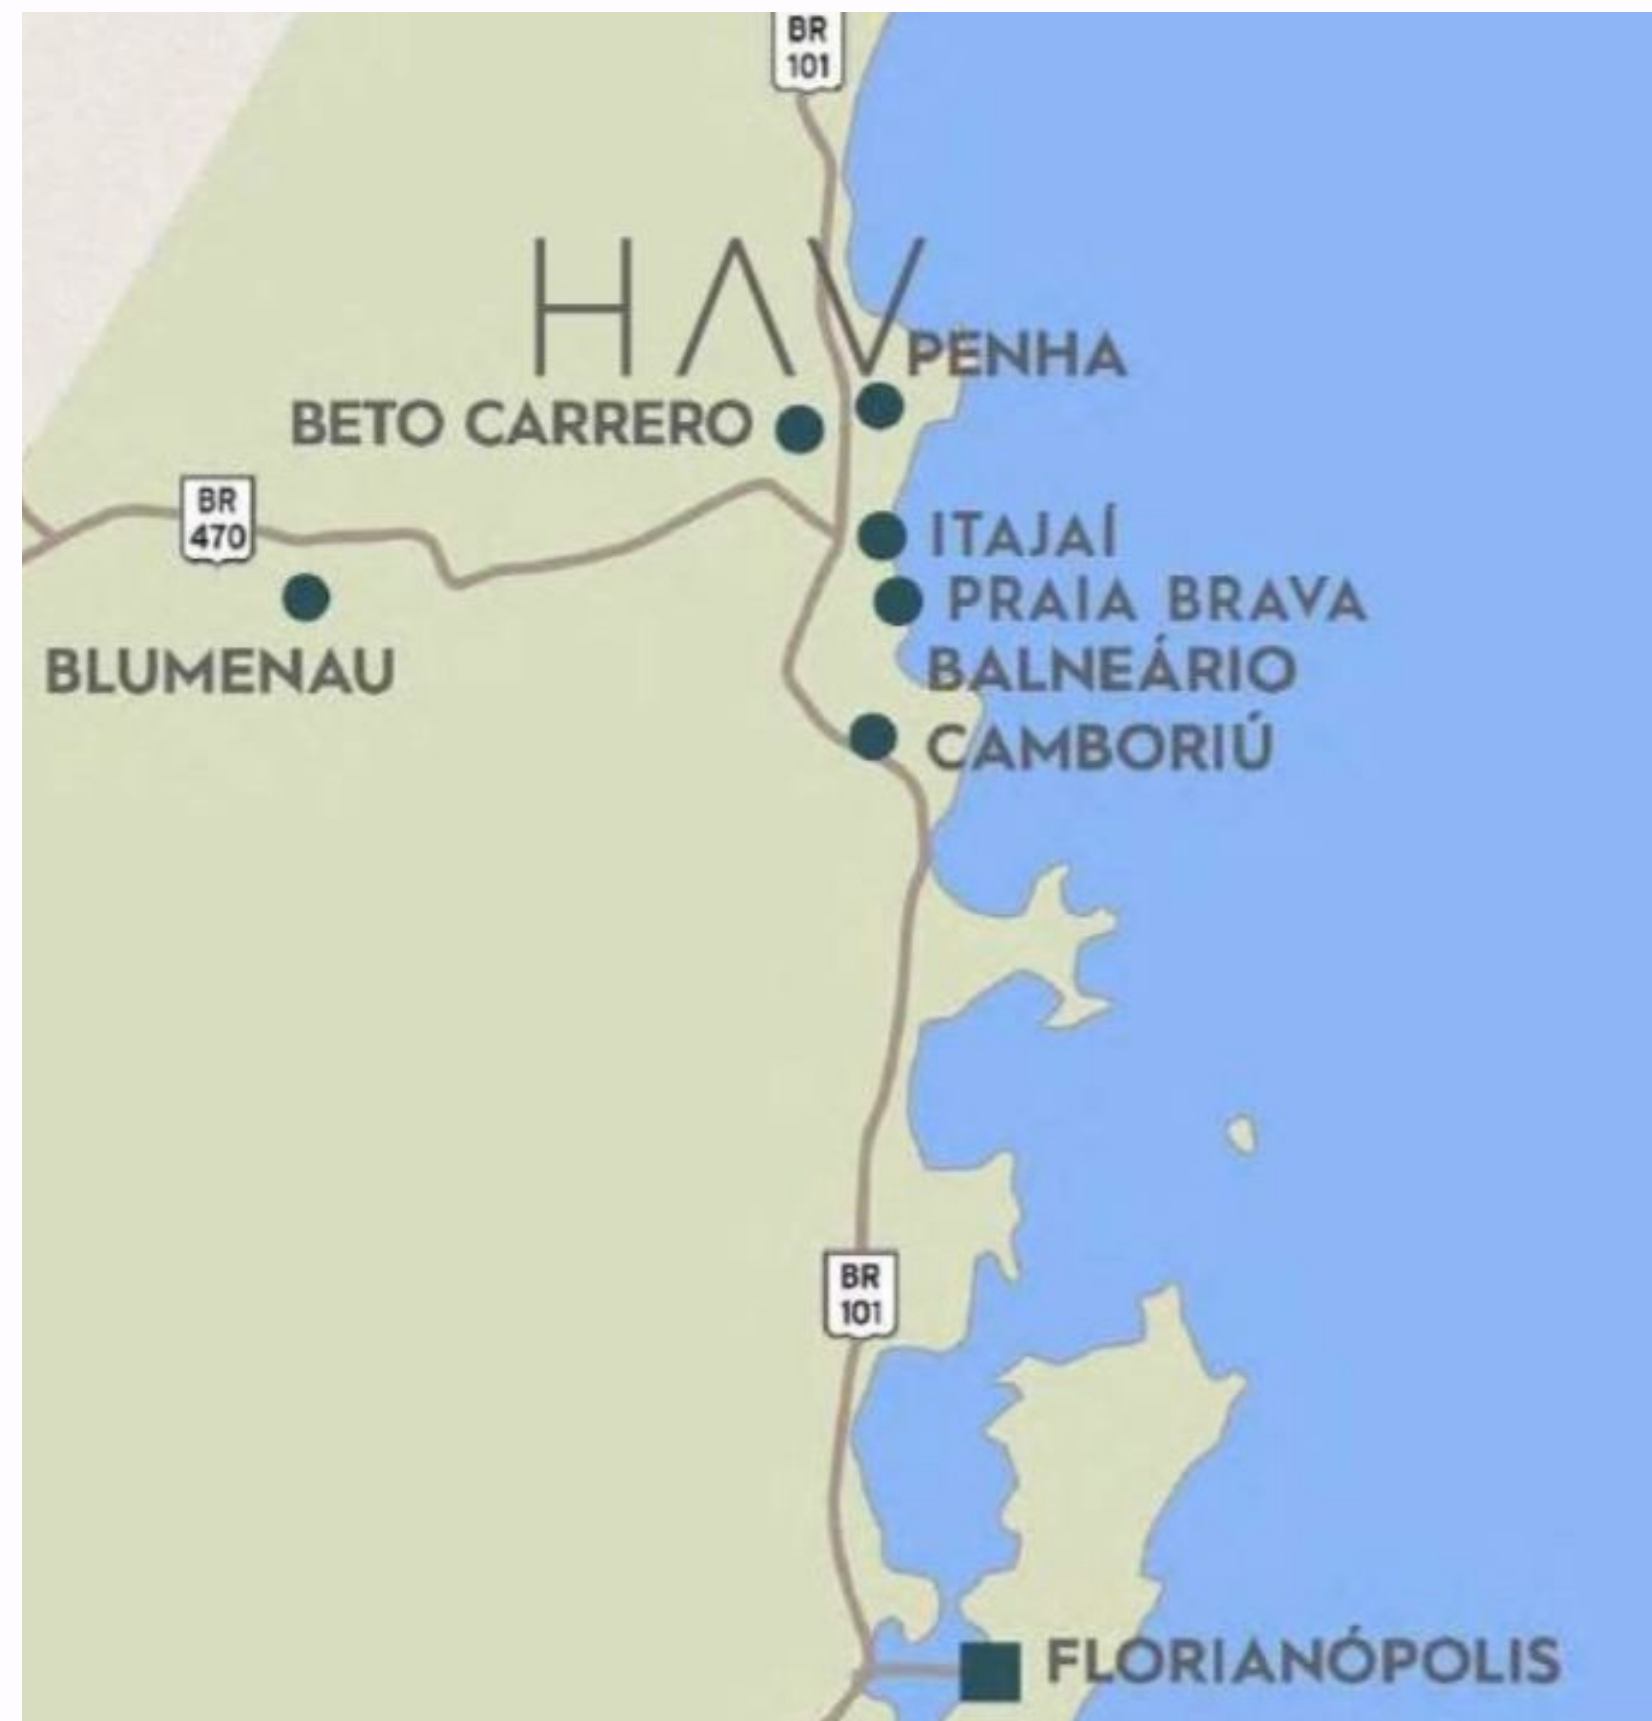 BR
101
HAV
PENHA
BETO CARRERO
BR
470
ITAJAÍ
PRAIA BRAVA
BLUMENAU
BALNEÁRIO
CAMBORIÚ
BR
101
FLORIANÓPOLIS